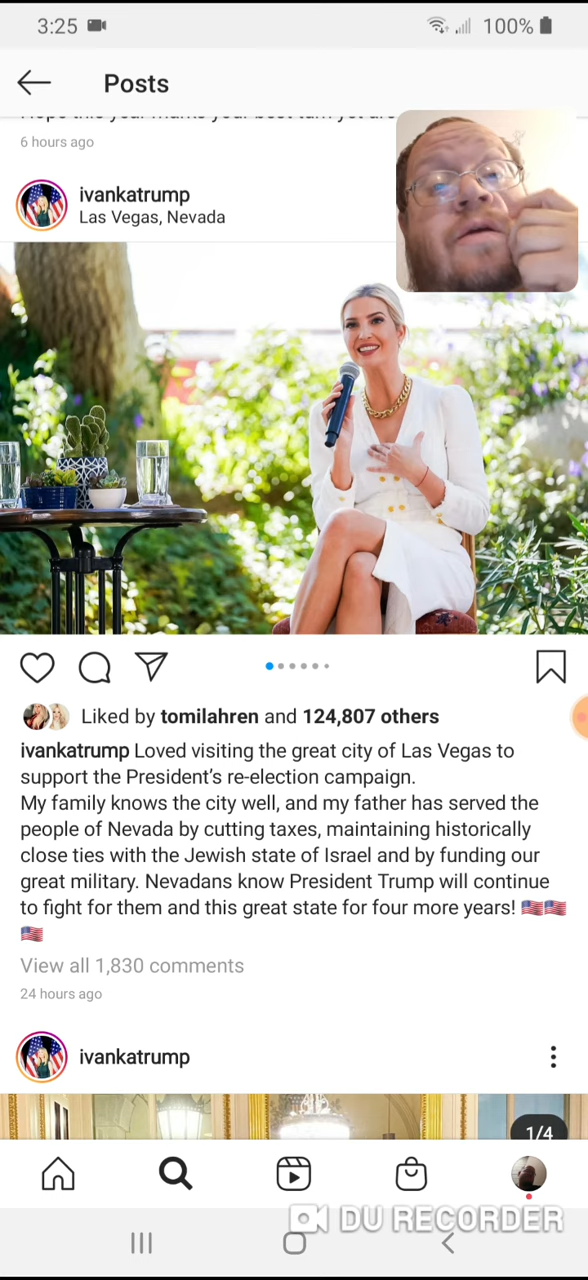 3:25
100%
Posts
6 hours ago
ivankatrump
Las Vegas, Nevada
Liked by tomilahren and 124,807 others
ivankatrump Loved visiting the great city of Las Vegas to
support the President's re-election campaign.
My family knows the city well, and my father has served the
people of Nevada by cutting taxes, maintaining historically
close ties with the Jewish state of Israel and by funding our
great military. Nevadans know President Trump will continue
to fight for them and this great state for four more years! 🇺🇸🇺🇸
🇺🇸
View all 1,830 comments
24 hours ago
ivankatrump
1/4
DU RECORDER